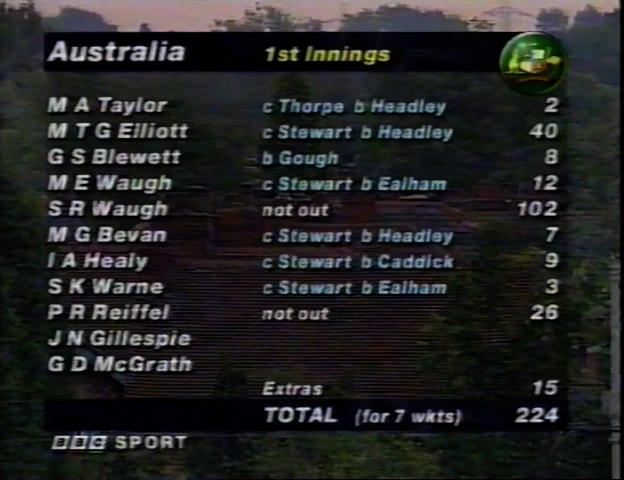 Australia 1st Innings
M A Taylor c Thorpe b Headley 2
M T G Elliott c Stewart b Headley 40
G S Blewett b Gough 8
M E Waugh c Stewart b Ealham 12
S R Waugh not out 102
M G Bevan c Stewart b Headley 7
I A Healy c Stewart b Caddick 9
S K Warne c Stewart b Ealham 3
P R Reiffel not out 26
J N Gillespie
G D McGrath
Extras 15
TOTAL (for 7 wkts) 224
BBC SPORT